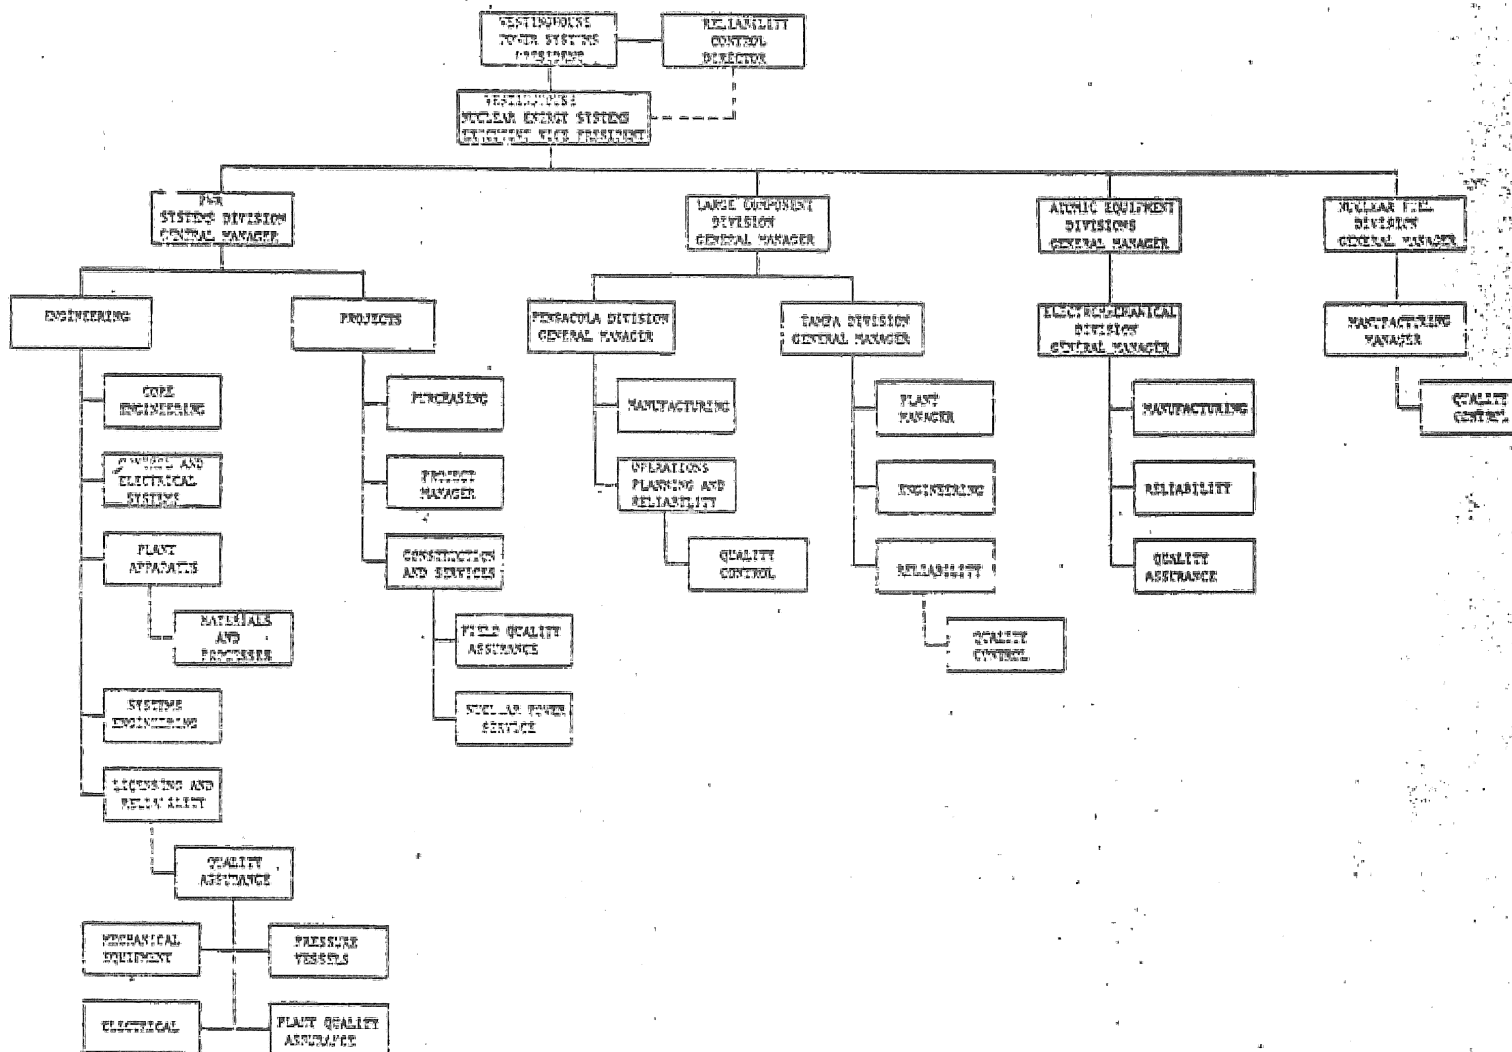 WESTINGHOUSE
POWER SYSTEMS
PRESIDENT
RELIABILITY
CONTROL
DIRECTOR
WESTINGHOUSE
NUCLEAR ENERGY SYSTEMS
EXECUTIVE VICE PRESIDENT
PWR
SYSTEMS DIVISION
GENERAL MANAGER
LARGE COMPONENT
DIVISION
GENERAL MANAGER
ATOMIC EQUIPMENT
DIVISIONS
GENERAL MANAGER
NUCLEAR FUEL
DIVISION
GENERAL MANAGER
ENGINEERING
PROJECTS
PENSACOLA DIVISION
GENERAL MANAGER
TAMPA DIVISION
GENERAL MANAGER
ELECTROMECHANICAL
DIVISION
GENERAL MANAGER
MANUFACTURING
MANAGER
CORE
ENGINEERING
PURCHASING
MANUFACTURING
PLANT
MANAGER
MANUFACTURING
QUALITY
CONTROL
AND
ELECTRICAL
SYSTEMS
PROJECT
MANAGER
OPERATIONS
PLANNING AND
RELIABILITY
ENGINEERING
RELIABILITY
PLANT
APPARATUS
CONSTRUCTION
AND SERVICES
QUALITY
CONTROL
RELIABILITY
QUALITY
ASSURANCE
MATERIALS
AND
PROCESSES
FIELD QUALITY
ASSURANCE
QUALITY
CONTROL
SYSTEMS
ENGINEERING
NUCLEAR POWER
SERVICE
LICENSING AND
RELIABILITY
QUALITY
ASSURANCE
MECHANICAL
EQUIPMENT
PRESSURE
VESSELS
ELECTRICAL
PLANT QUALITY
ASSURANCE